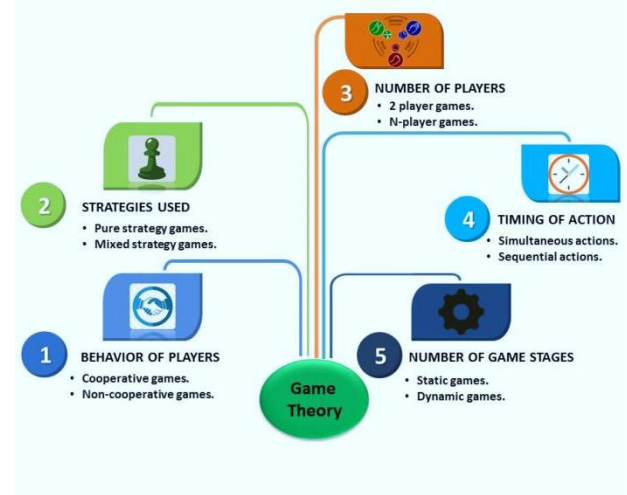 3
NUMBER OF PLAYERS
• 2 player games.
• N-player games.
2
STRATEGIES USED
• Pure strategy games.
• Mixed strategy games.
4
TIMING OF ACTION
• Simultaneous actions.
• Sequential actions.
1
BEHAVIOR OF PLAYERS
• Cooperative games.
• Non-cooperative games.
5
NUMBER OF GAME STAGES
• Static games.
• Dynamic games.
Game
Theory